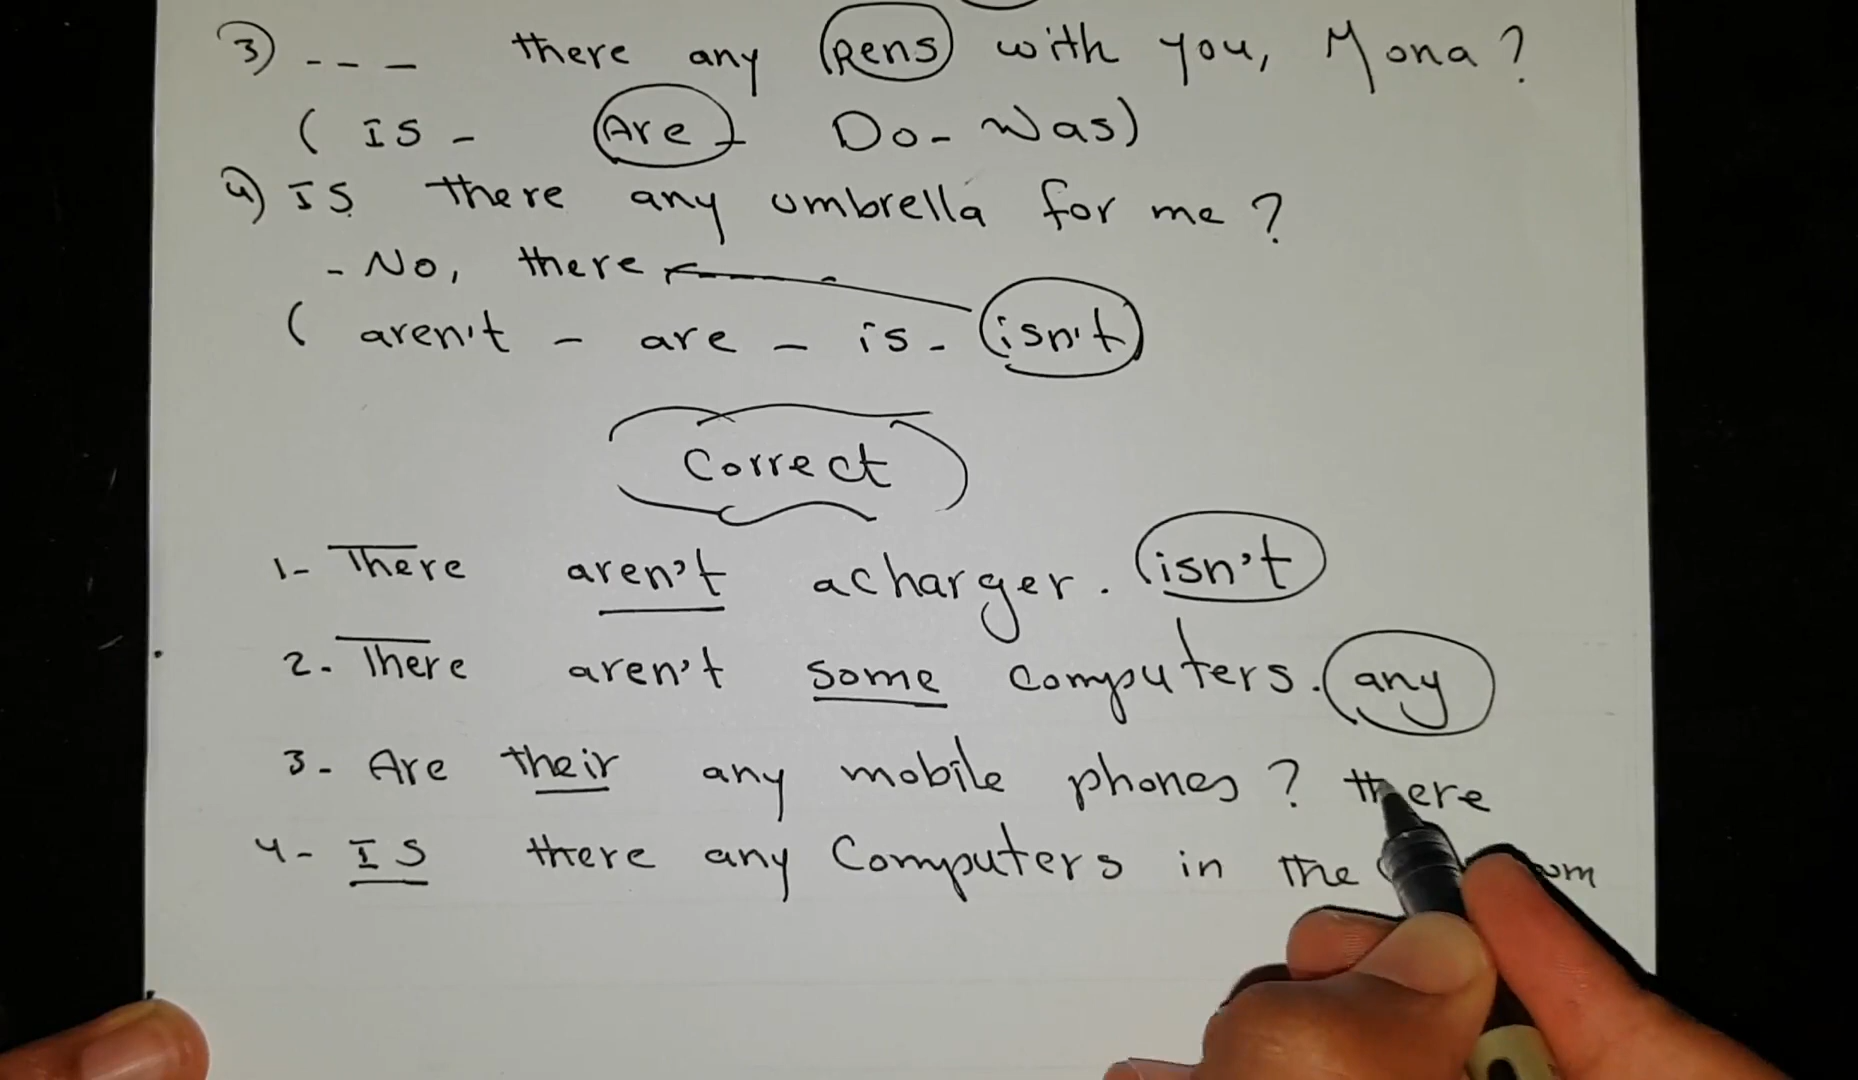 3) --- there any pens with you, Mona?
( Is - Are - Do - Was)
4) Is there any umbrella for me?
- No, there
( aren't - are - is - isn't )
Correct
1- There aren't a charger. isn't
2. There aren't some computers. any
3- Are their any mobile phones? there
4- Is there any Computers in the